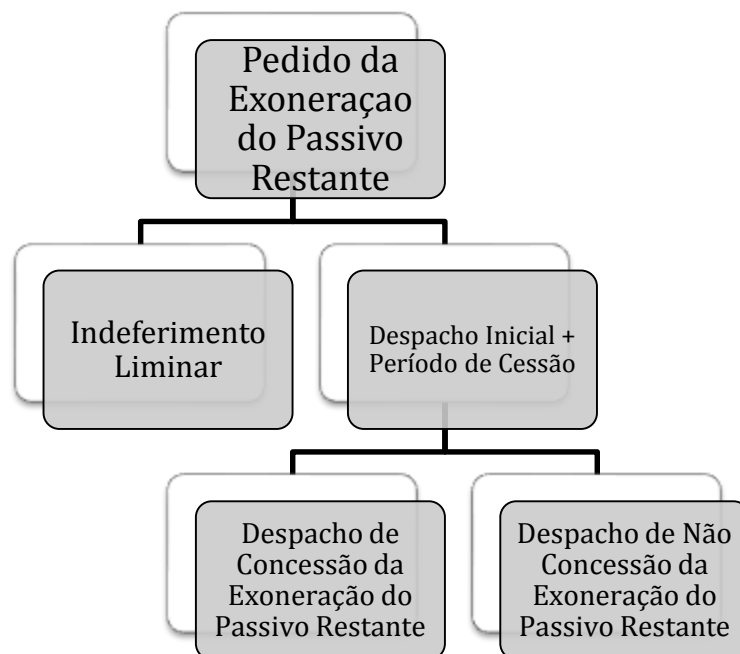 Pedido da
Exoneraçao
do Passivo
Restante
Indeferimento
Liminar
Despacho Inicial +
Período de Cessão
Despacho de
Concessão da
Exoneração do
Passivo Restante
Despacho de Não
Concessão da
Exoneração do
Passivo Restante